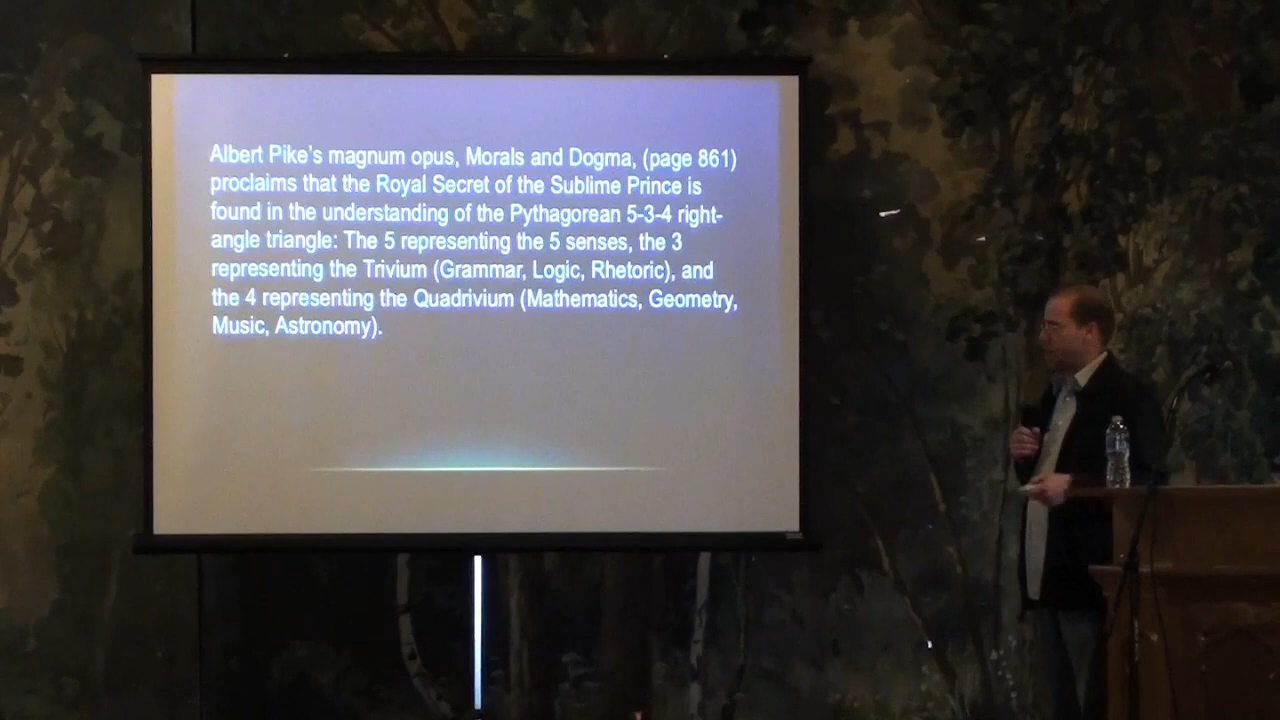 Albert Pike's magnum opus, Morals and Dogma, (page 861)
proclaims that the Royal Secret of the Sublime Prince is
found in the understanding of the Pythagorean 5-3-4 right-
angle triangle: The 5 representing the 5 senses, the 3
representing the Trivium (Grammar, Logic, Rhetoric), and
the 4 representing the Quadrivium (Mathematics, Geometry,
Music, Astronomy).